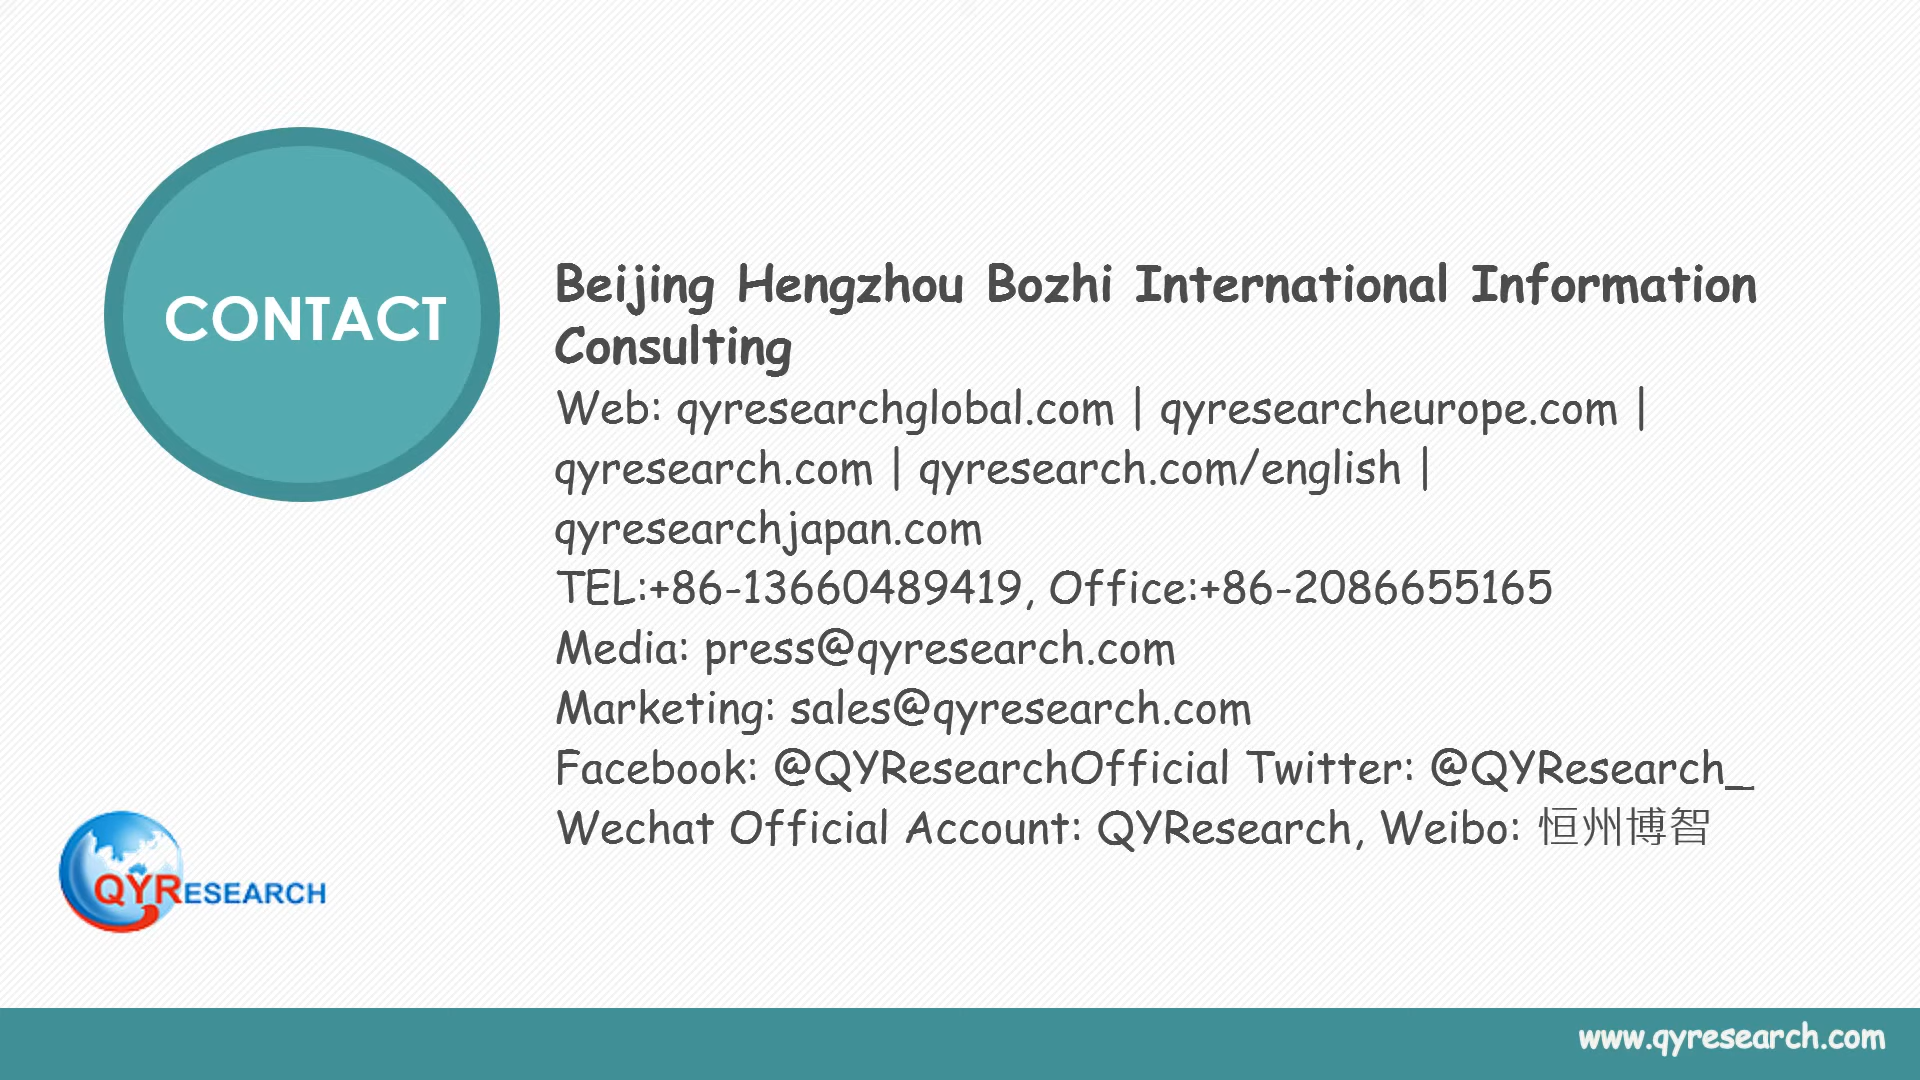 CONTACT
Beijing Hengzhou Bozhi International Information
Consulting
Web: qyresearchglobal.com | qyresearcheurope.com |
qyresearch.com | qyresearch.com/english |
qyresearchjapan.com
TEL:+86-13660489419, Office:+86-2086655165
Media: press@qyresearch.com
Marketing: sales@qyresearch.com
Facebook: @QYResearchOfficial Twitter: @QYResearch_
Wechat Official Account: QYResearch, Weibo: 恒州博智
QYRESEARCH
www.qyresearch.com